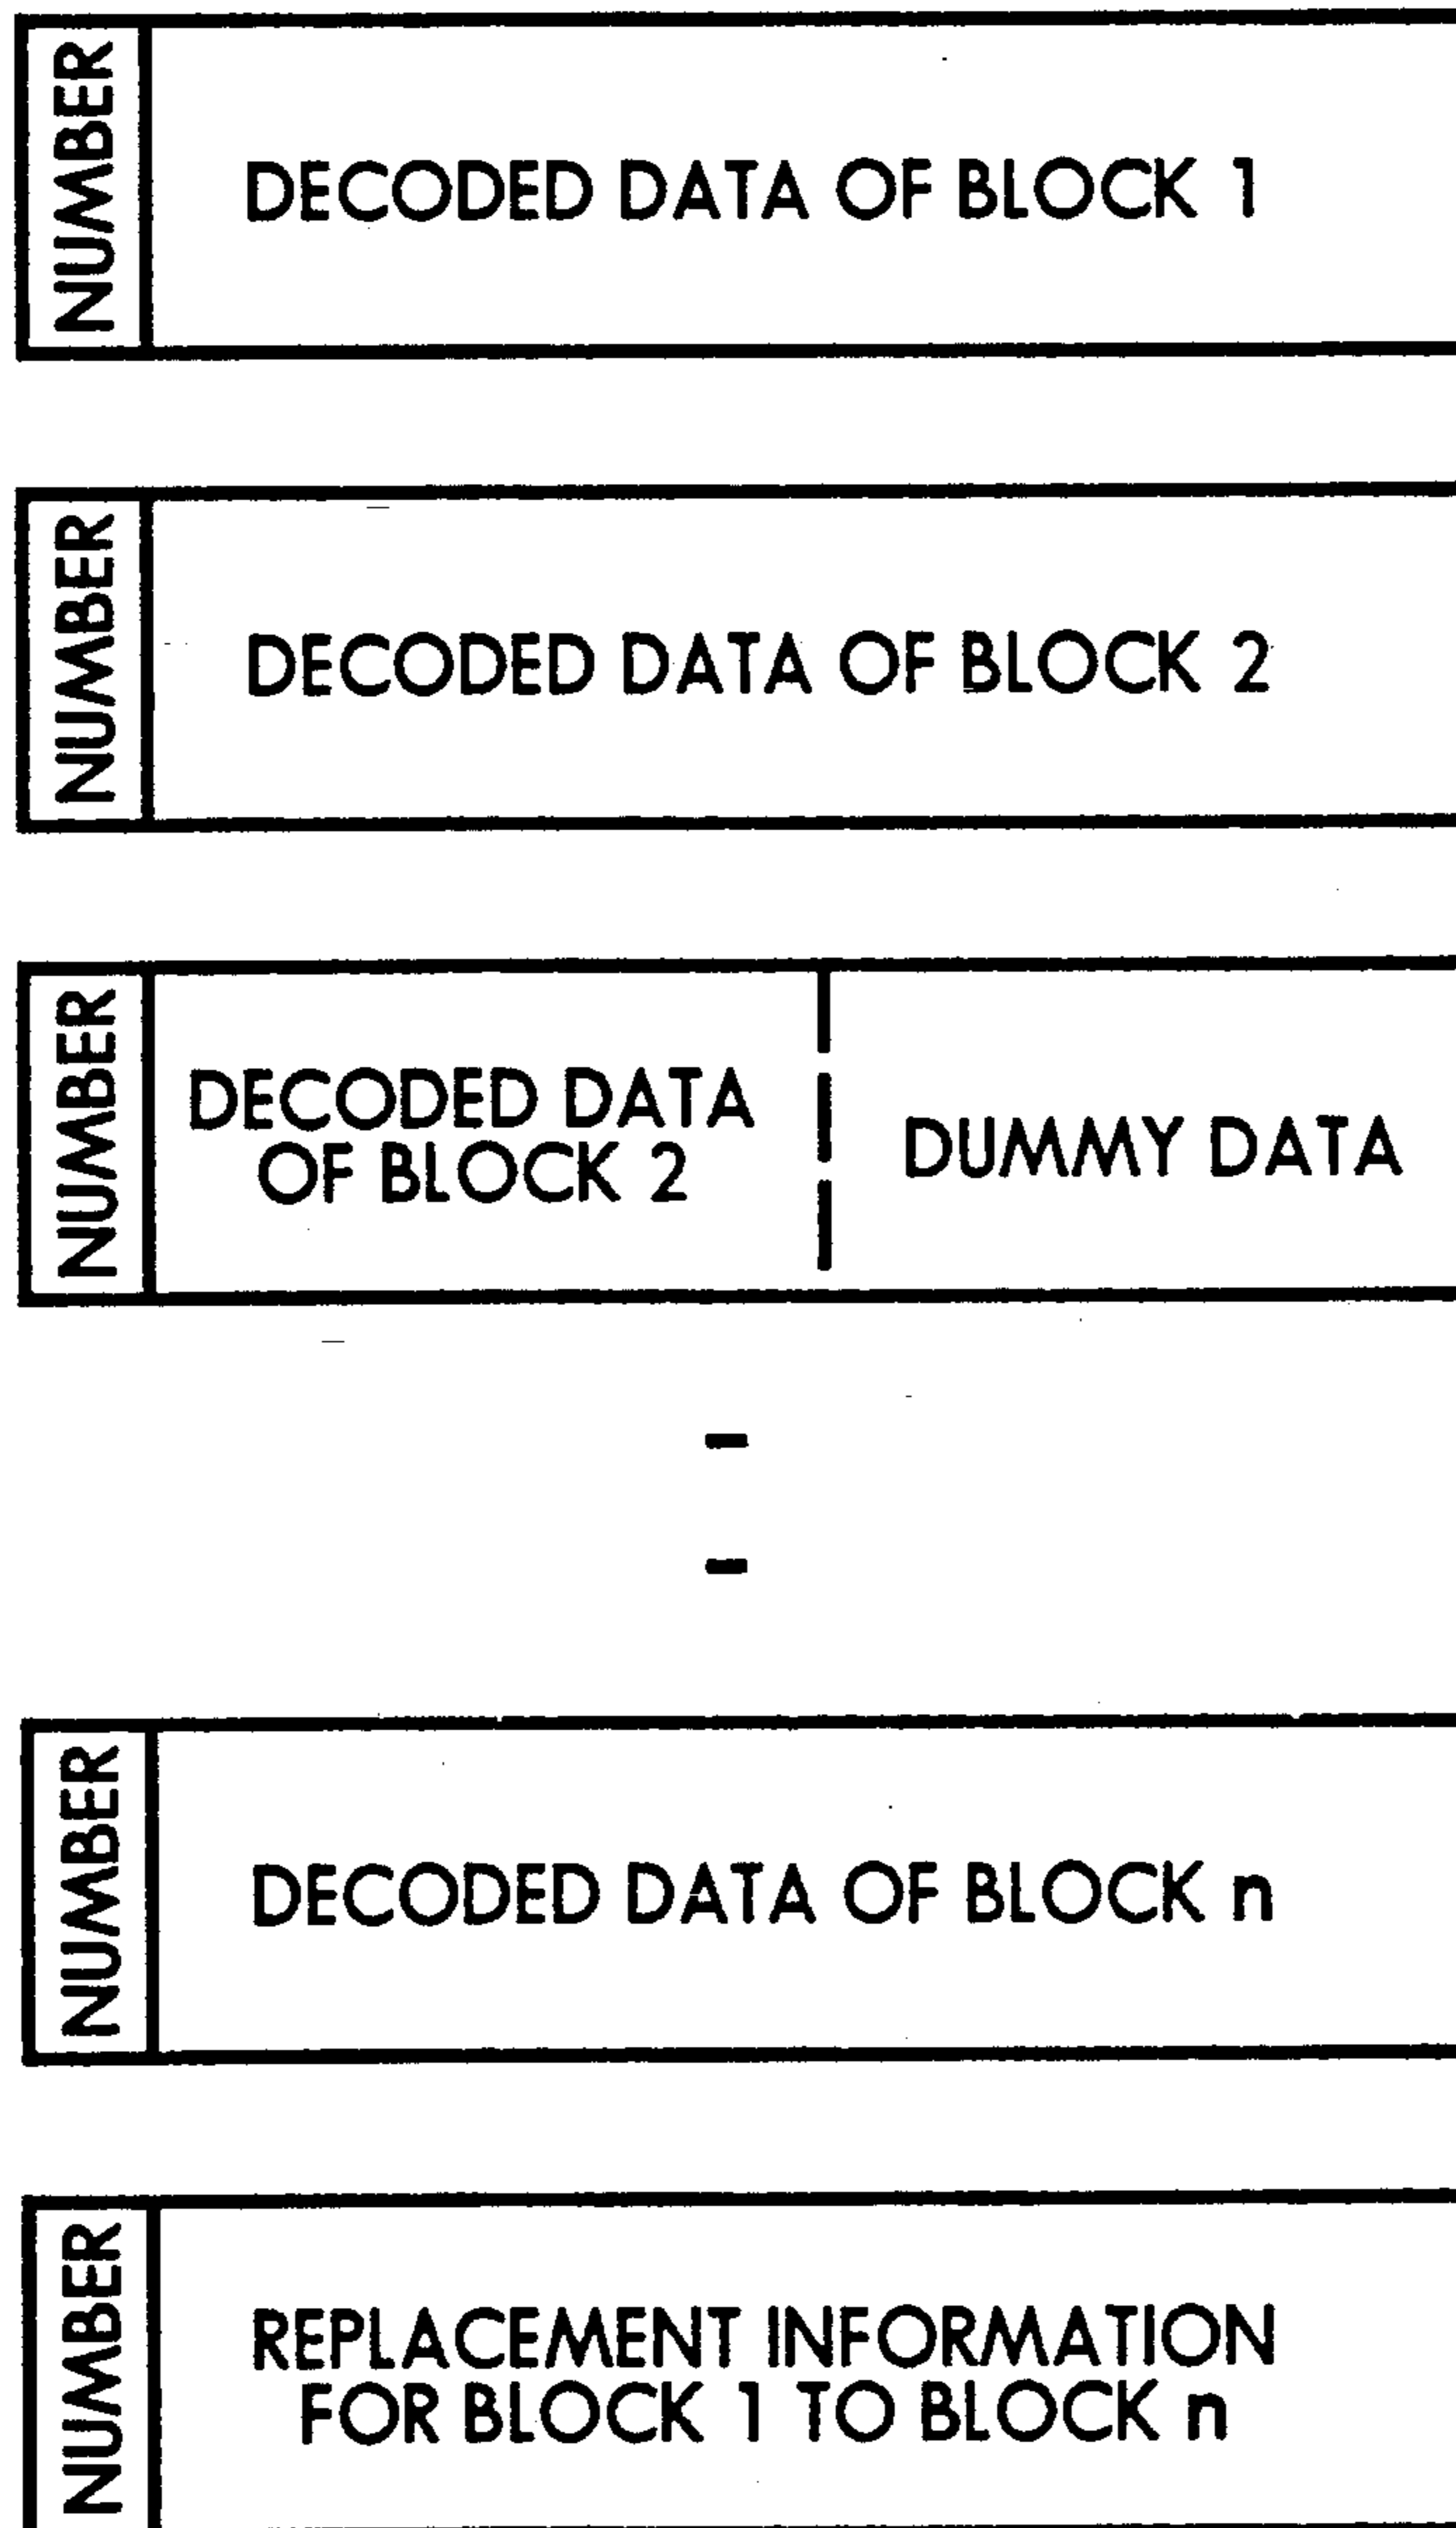 NUMBER
DECODED DATA OF BLOCK 1
NUMBER
DECODED DATA OF BLOCK 2
NUMBER
DECODED DATA
OF BLOCK 2
DUMMY DATA
NUMBER
DECODED DATA OF BLOCK n
NUMBER
REPLACEMENT INFORMATION
FOR BLOCK 1 TO BLOCK n